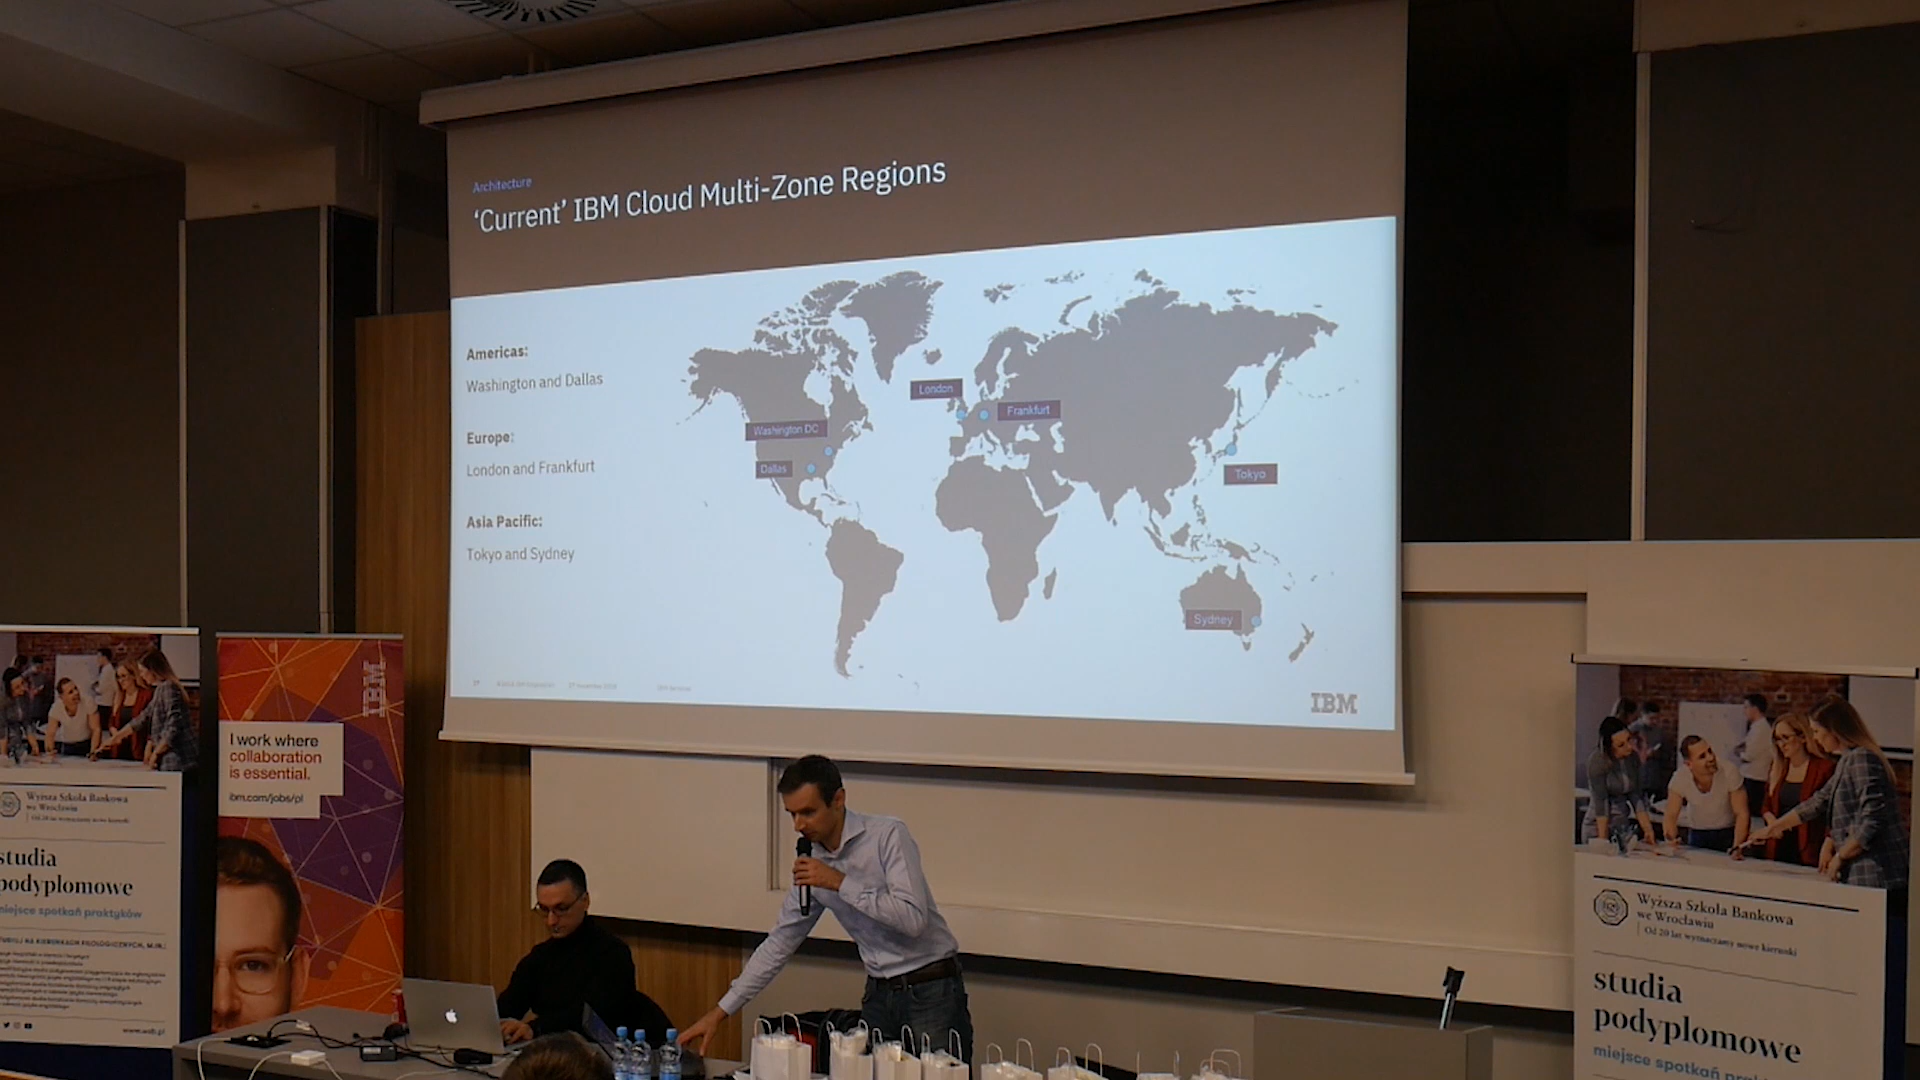 Architecture
‘Current’ IBM Cloud Multi-Zone Regions
Americas:
Washington and Dallas
Europe:
London and Frankfurt
Asia Pacific:
Tokyo and Sydney
London
Frankfurt
Washington DC
Dallas
Tokyo
Sydney
IBM
Wyższa Szkoła Bankowa
we Wrocławiu
studia
podyplomowe
miejsce spotkań praktyków
IBM
I work where
collaboration
is essential.
ibm.com/jobs/pl
Wyższa Szkoła Bankowa
we Wrocławiu
Od 20 lat wyznaczamy nowe kierunki
studia
podyplomowe
miejsce spotkań